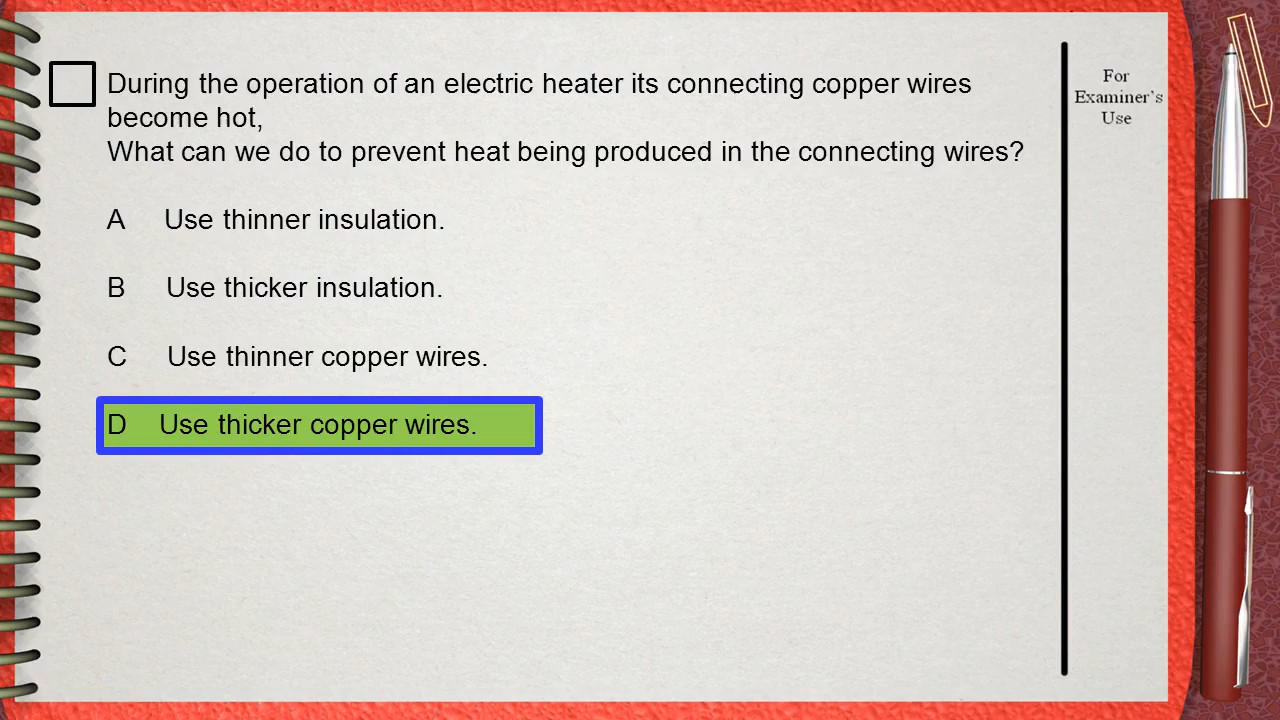 During the operation of an electric heater its connecting copper wires
become hot,
What can we do to prevent heat being produced in the connecting wires?
A Use thinner insulation.
B Use thicker insulation.
C Use thinner copper wires.
D Use thicker copper wires.
For
Examiner's
Use